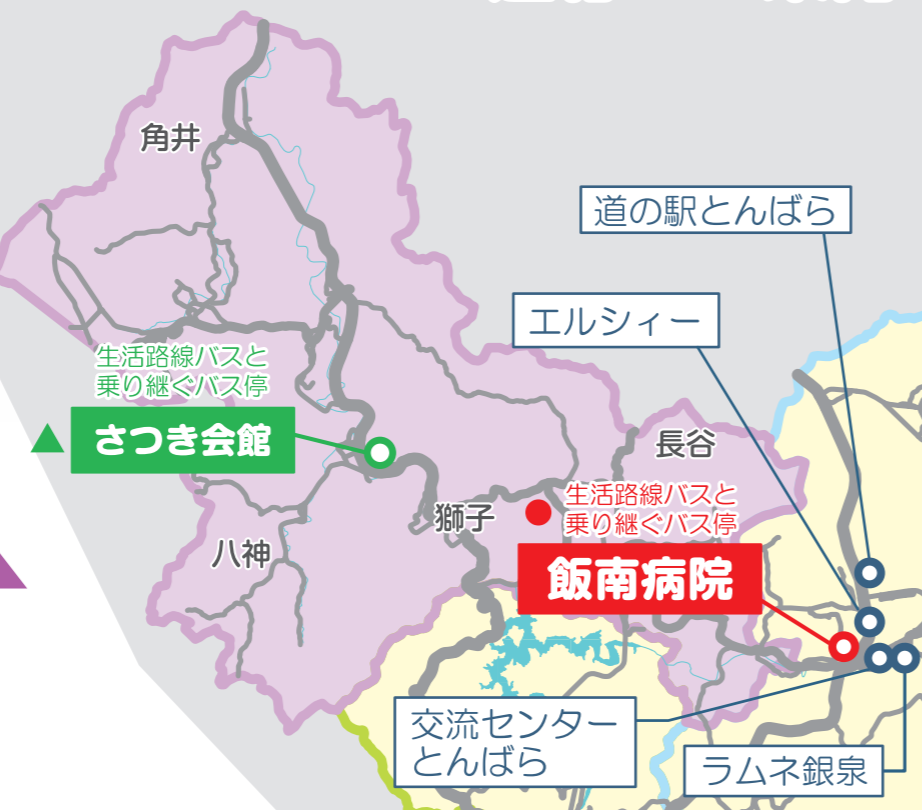 角井
道の駅とんばら
エルシィー
生活路線バスと
乗り継ぐバス停
さつき会館
長谷
獅子
生活路線バスと
乗り継ぐバス停
飯南病院
八神
交流センター
とんばら
ラムネ銀泉